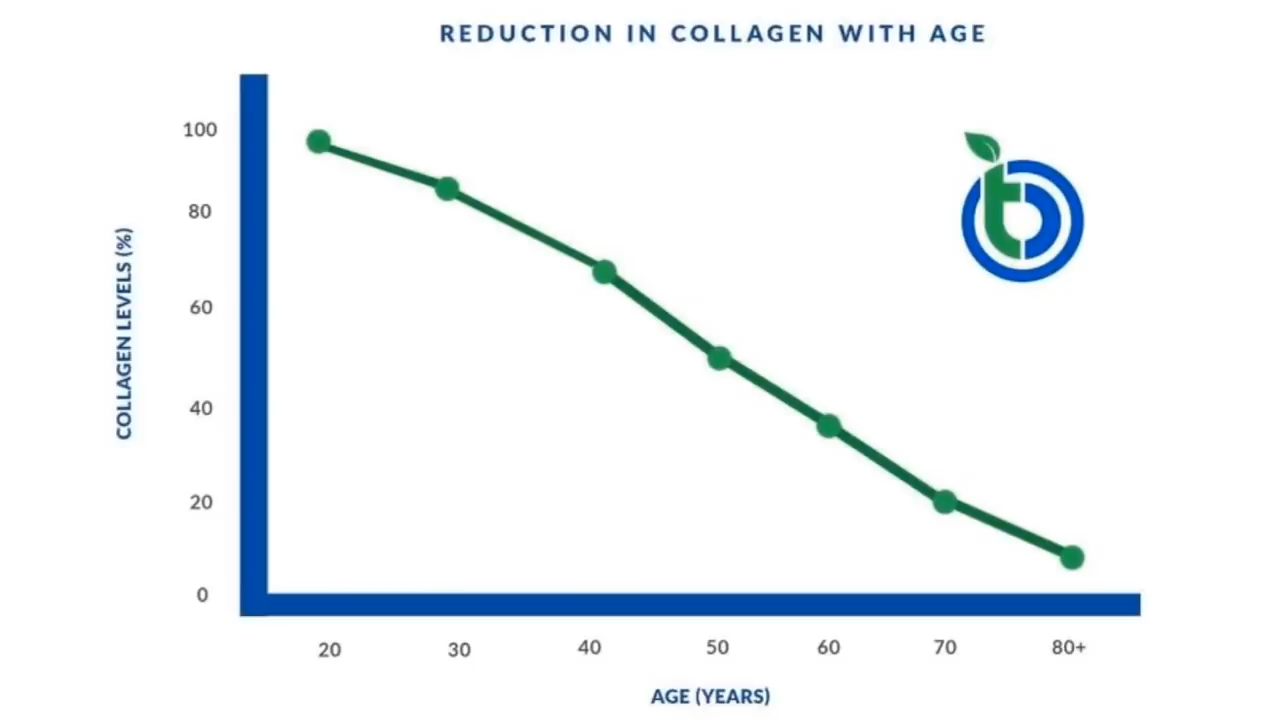 REDUCTION IN COLLAGEN WITH AGE
100
80
60
40
20
0
COLLAGEN LEVELS (%)
20 30 40 50 60 70 80+
AGE (YEARS)